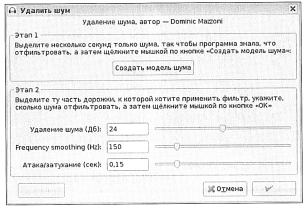 Удалить шум
Удаление шума, автор — Dominic Mazzoni
Этап 1
Выделите несколько секунд только шума, так чтобы программа знала, что
отфильтровать, а затем щёлкните мышкой по кнопке «Создать модель шума»:
Создать модель шума
Этап 2
Выделите ту часть дорожки, к которой хотите применить фильтр, укажите,
сколько шума отфильтровать, а затем щёлкните мышкой по кнопке «OK»
Удаление шума (Дб): 24
Frequency smoothing (Hz): 150
Атака/затухание (сек): 0,15
Отмена